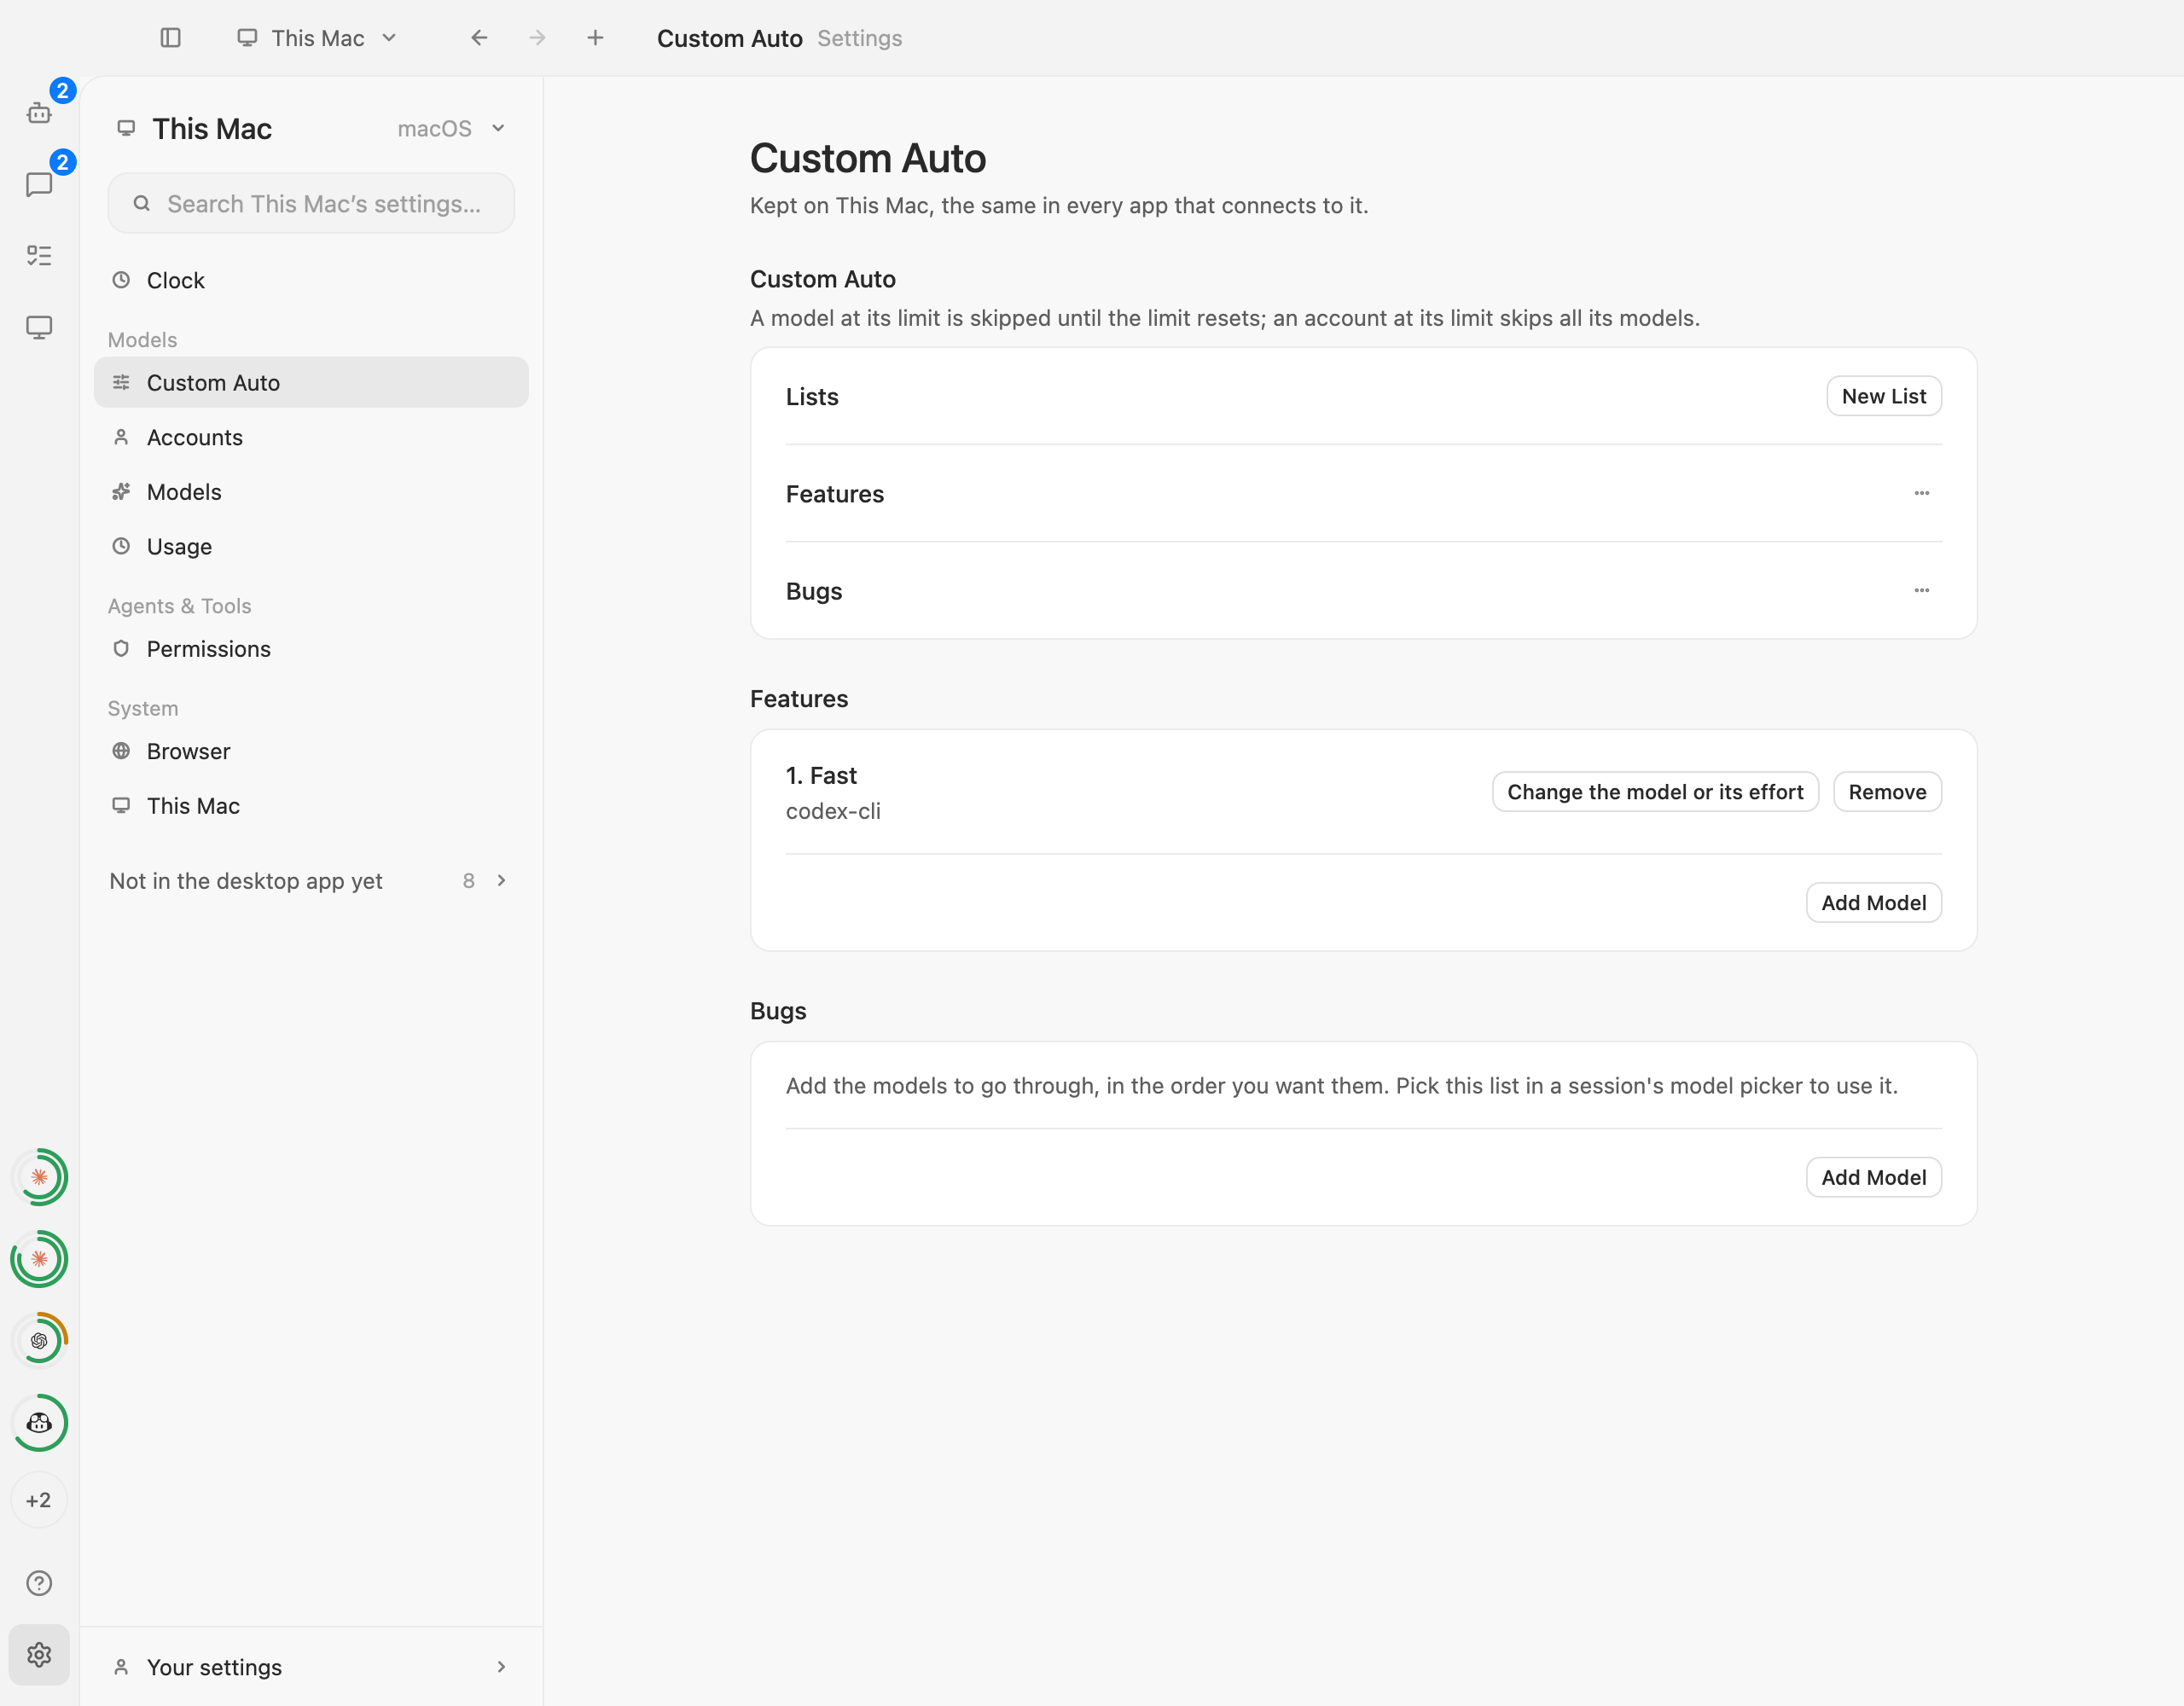 This Mac
Custom Auto Settings
2
2
This Mac
macOS
Search This Mac’s settings...
Clock
Models
Custom Auto
Accounts
Models
Usage
Agents & Tools
Permissions
System
Browser
This Mac
Not in the desktop app yet
8
+2
Your settings
Custom Auto
Kept on This Mac, the same in every app that connects to it.
Custom Auto
A model at its limit is skipped until the limit resets; an account at its limit skips all its models.
Lists
New List
Features
Bugs
Features
1. Fast
codex-cli
Change the model or its effort
Remove
Add Model
Bugs
Add the models to go through, in the order you want them. Pick this list in a session's model picker to use it.
Add Model